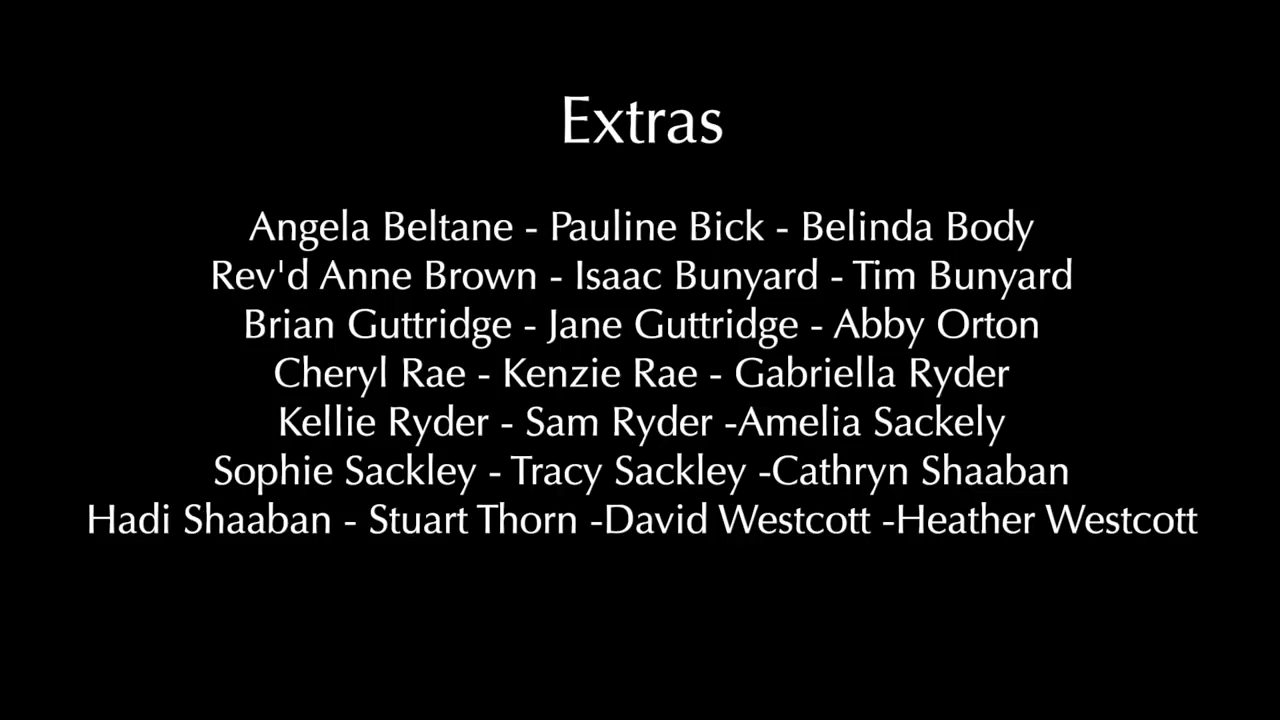 Extras
Angela Beltane - Pauline Bick - Belinda Body
Rev'd Anne Brown - Isaac Bunyard - Tim Bunyard
Brian Guttridge - Jane Guttridge - Abby Orton
Cheryl Rae - Kenzie Rae - Gabriella Ryder
Kellie Ryder - Sam Ryder -Amelia Sackely
Sophie Sackley - Tracy Sackley -Cathryn Shaaban
Hadi Shaaban - Stuart Thorn -David Westcott -Heather Westcott